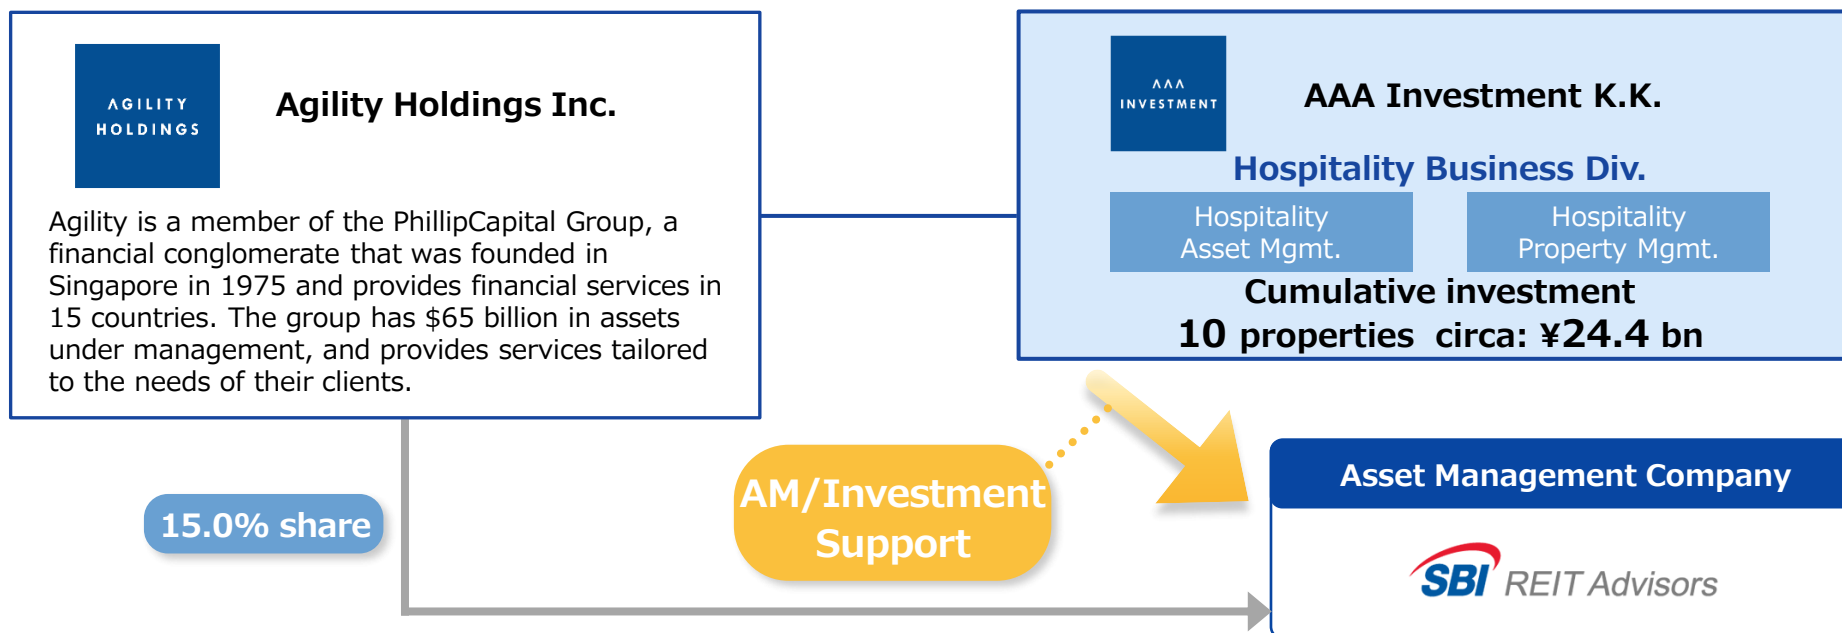 AGILITY
HOLDINGS
Agility Holdings Inc.
Agility is a member of the PhillipCapital Group, a
financial conglomerate that was founded in
Singapore in 1975 and provides financial services in
15 countries. The group has $65 billion in assets
under management, and provides services tailored
to the needs of their clients.
AAA
INVESTMENT
AAA Investment K.K.
Hospitality Business Div.
Hospitality
Asset Mgmt.
Hospitality
Property Mgmt.
Cumulative investment
10 properties circa: ¥24.4 bn
15.0% share
AM/Investment
Support
Asset Management Company
SBI REIT Advisors